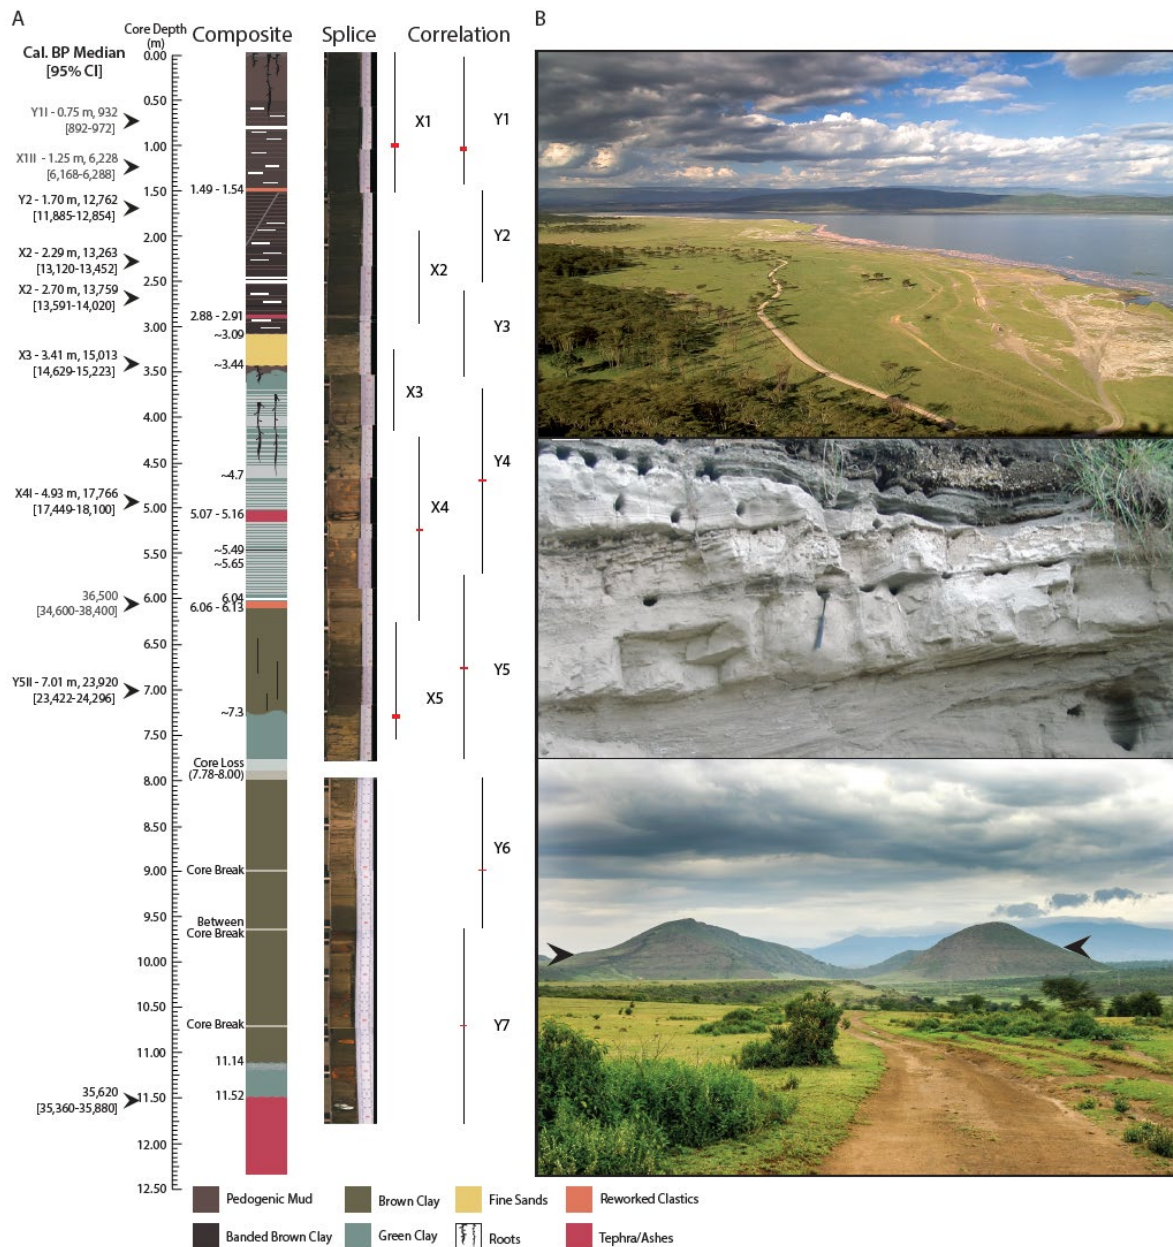 A
B
Core Depth
(m)
Composite
Splice
Correlation
Cal. BP Median
[95% CI]
0.00
0.50
Y1I - 0.75 m, 932
[892-972]
1.00
X1II - 1.25 m, 6,228
[6,168-6,288]
1.50
1.49 - 1.54
Y2 - 1.70 m, 12,762
[11,885-12,854]
2.00
X2 - 2.29 m, 13,263
[13,120-13,452]
2.50
X2 - 2.70 m, 13,759
[13,591-14,020]
2.88 - 2.91
3.00
~3.09
X3 - 3.41 m, 15,013
[14,629-15,223]
~3.44
3.50
4.00
4.50
~4.7
X4I - 4.93 m, 17,766
[17,449-18,100]
5.00
5.07 - 5.16
5.50
~5.49
~5.65
36,500
[34,600-38,400]
6.00
6.04
6.06 - 6.13
6.50
Y5II - 7.01 m, 23,920
[23,422-24,296]
7.00
~7.3
7.50
Core Loss
(7.78-8.00)
8.00
8.50
9.00
Core Break
9.50
Between
Core Break
10.00
10.50
Core Break
11.00
11.14
35,620
[35,360-35,880]
11.50
11.52
12.00
12.50
X1
Y1
Y2
X2
Y3
X3
Y4
X4
Y5
X5
Y6
Y7
Pedogenic Mud
Brown Clay
Fine Sands
Reworked Clastics
Banded Brown Clay
Green Clay
Roots
Tephra/Ashes